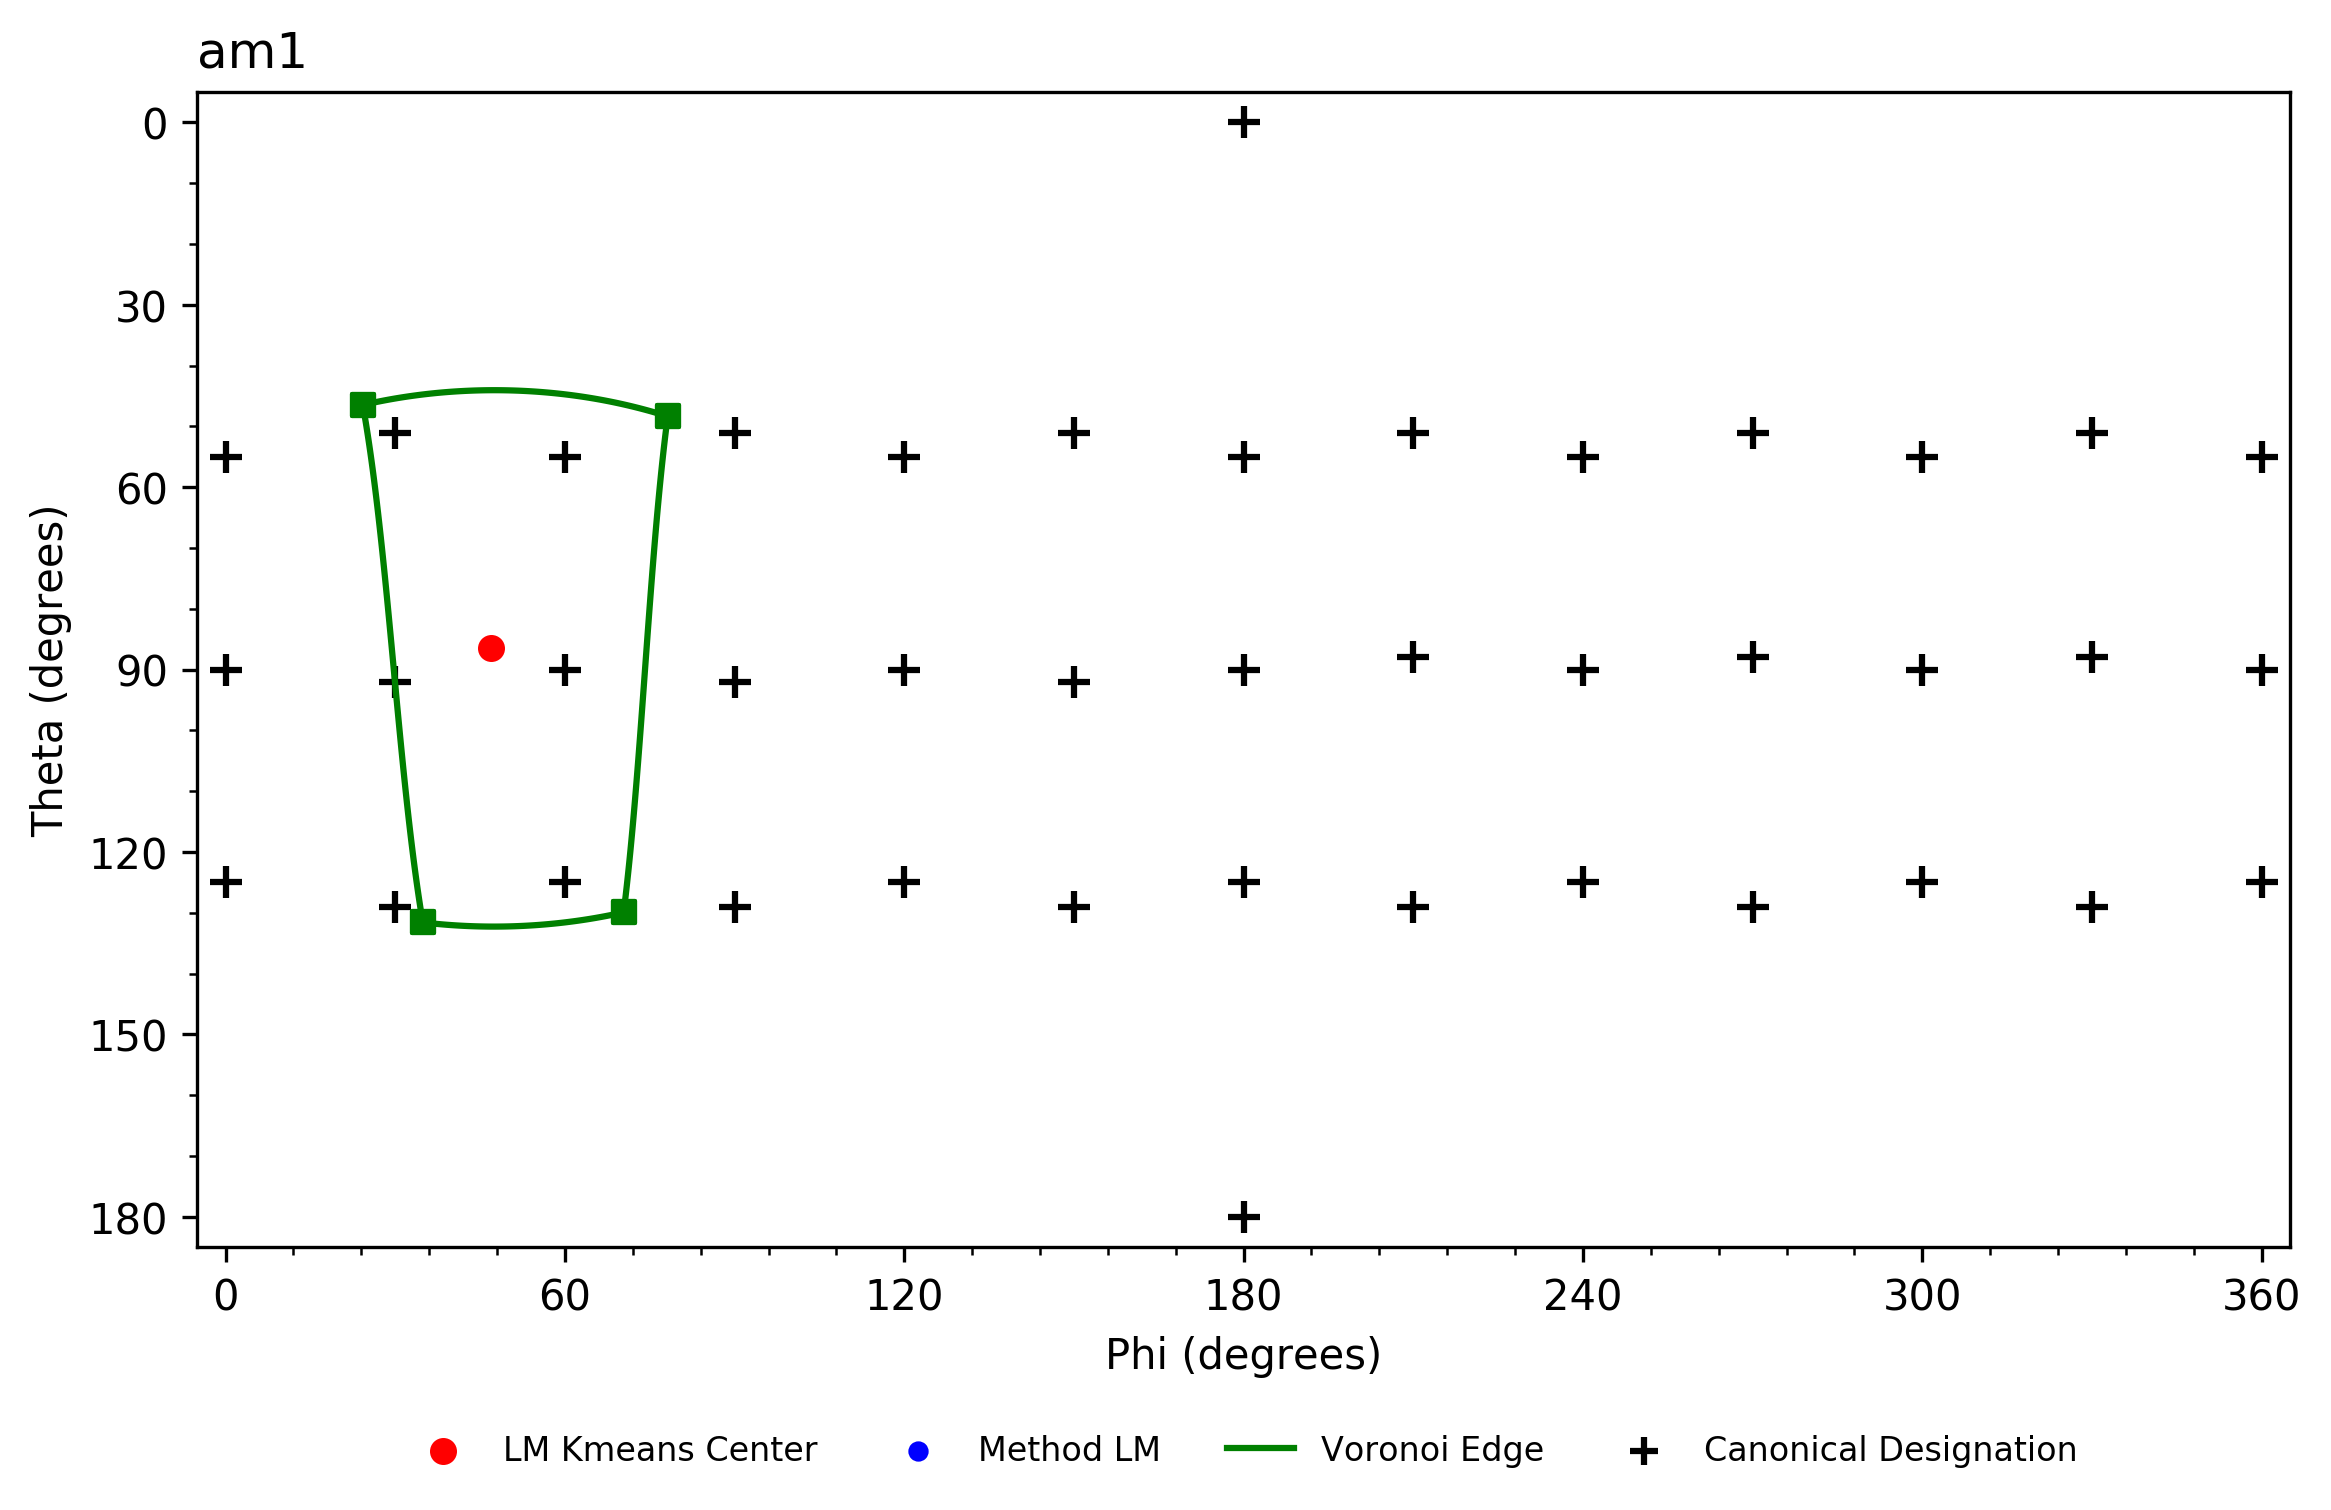 am1
0
30
60
90
120
150
180
Theta (degrees)
0 60 120 180 240 300 360
Phi (degrees)
LM Kmeans Center Method LM Voronoi Edge Canonical Designation